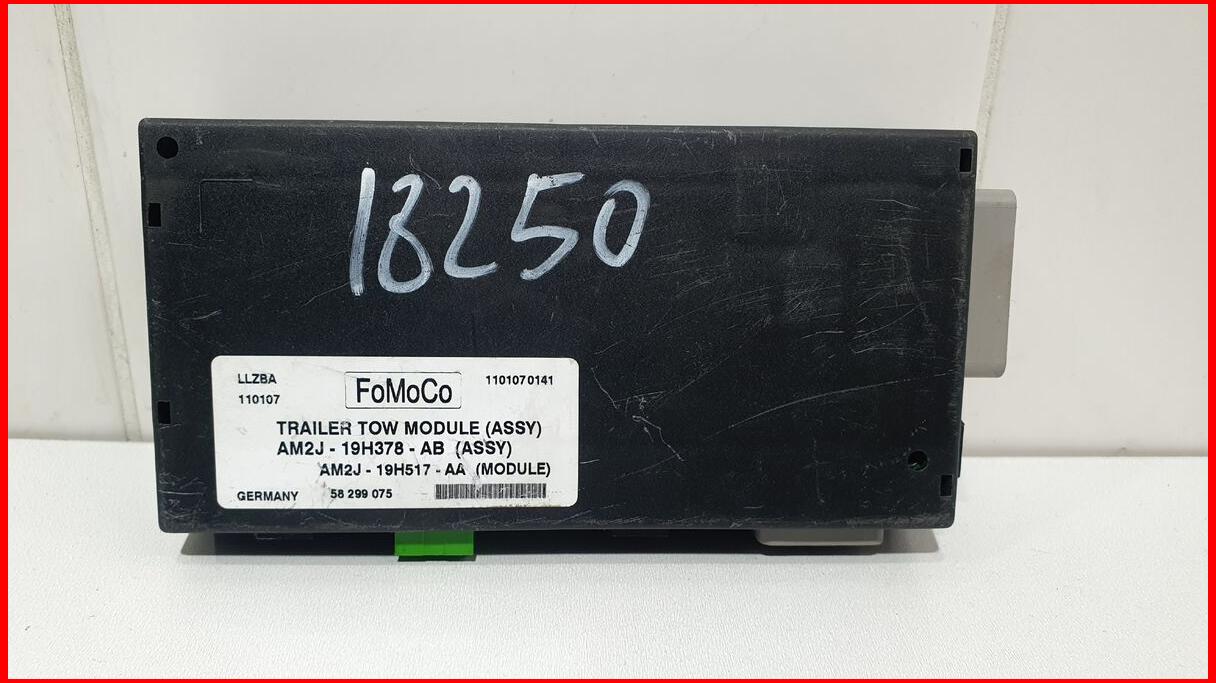 18250
LLZBA
110107
FoMoCo
1101070141
TRAILER TOW MODULE (ASSY)
AM2J - 19H378 - AB (ASSY)
AM2J - 19H517 - AA (MODULE)
GERMANY 58 299 075